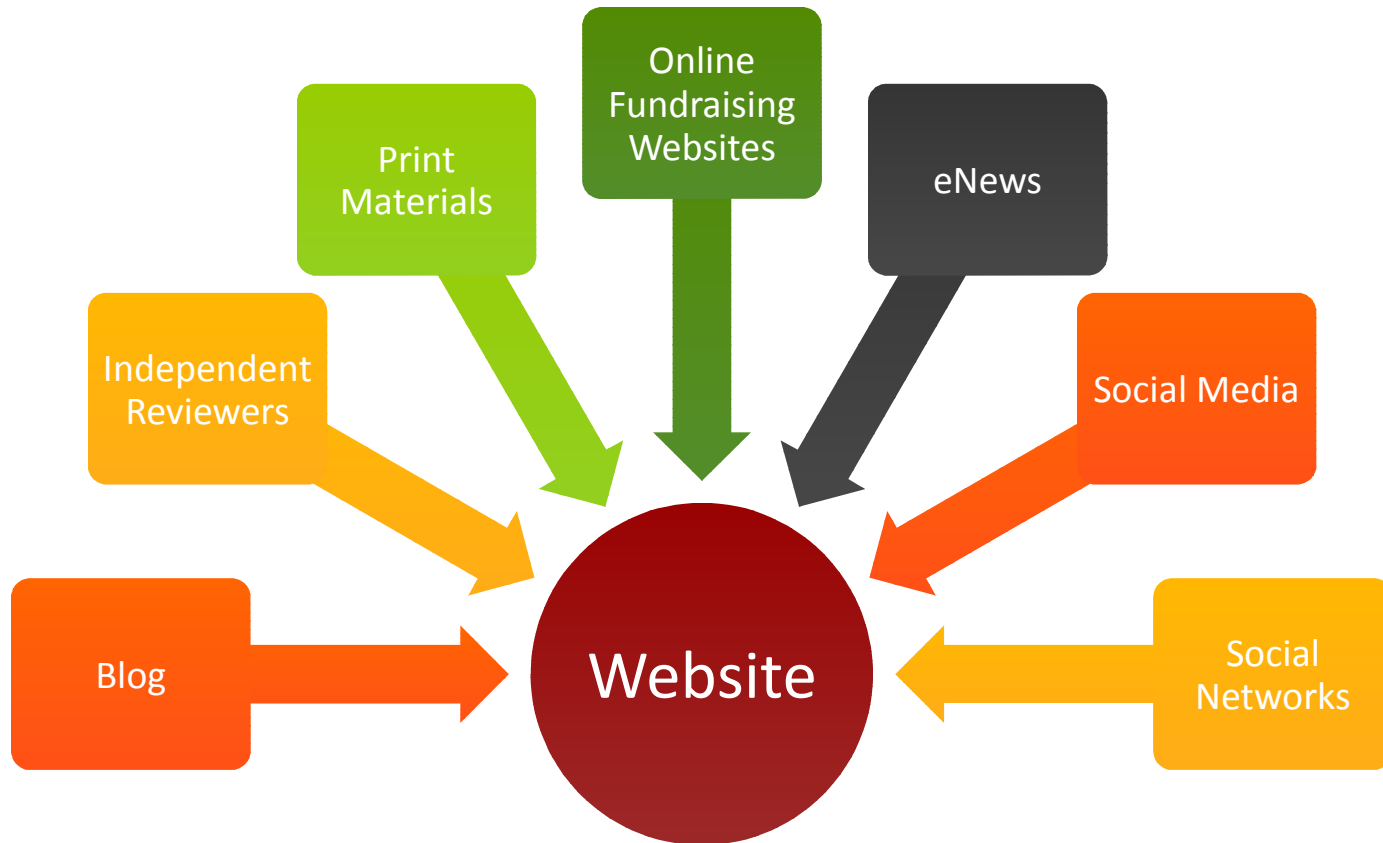 Online
Fundraising
Websites
Print
Materials
eNews
Independent
Reviewers
Social Media
Blog
Website
Social
Networks